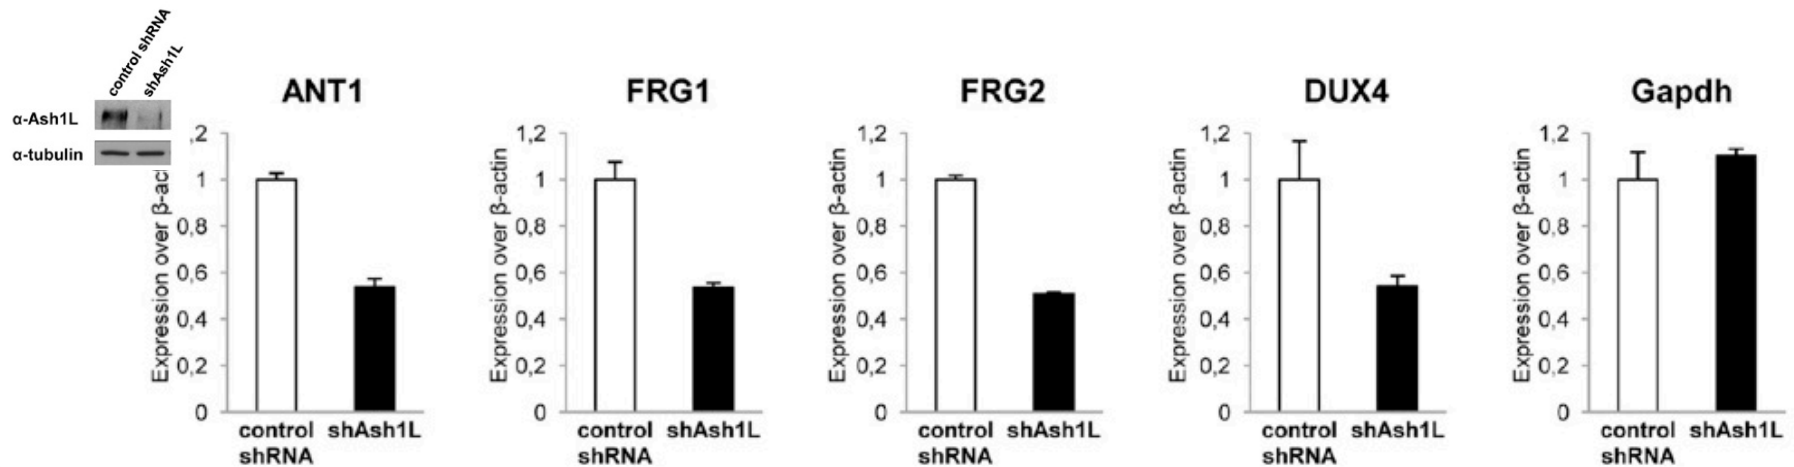 control shRNA
shAsh1L
α-Ash1L
α-tubulin
ANT1
Expression over β-acti
,2
1
0,8
0,6
0,4
0,2
0
control shAsh1L
shRNA
FRG1
Expression over β-actin
1,2
1
0,8
0,6
0,4
0,2
0
control shAsh1L
shRNA
FRG2
Expression over β-actin
1,2
1
0,8
0,6
0,4
0,2
0
control shAsh1L
shRNA
DUX4
Expression over β-actin
1,2
1
0,8
0,6
0,4
0,2
0
control shAsh1L
shRNA
Gapdh
Expression over β-actin
1,2
1
0,8
0,6
0,4
0,2
0
control shAsh1L
shRNA